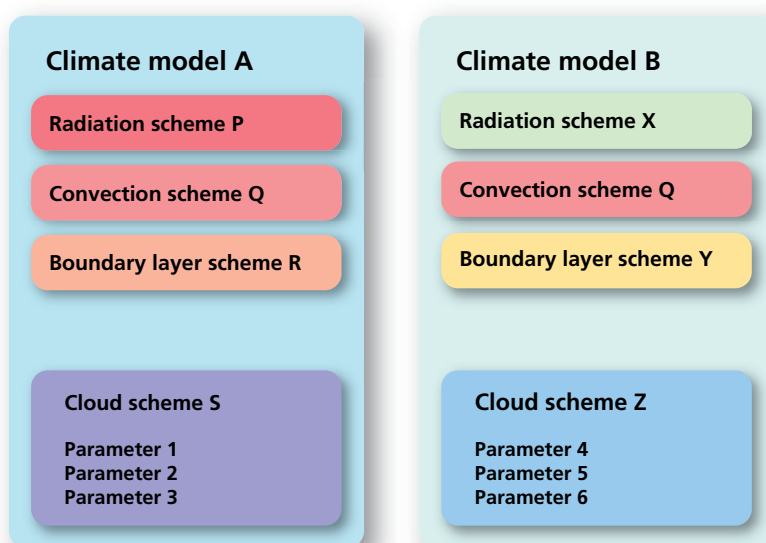 Climate model A
Radiation scheme P
Convection scheme Q
Boundary layer scheme R
Cloud scheme S
Parameter 1
Parameter 2
Parameter 3
Climate model B
Radiation scheme X
Convection scheme Q
Boundary layer scheme Y
Cloud scheme Z
Parameter 4
Parameter 5
Parameter 6